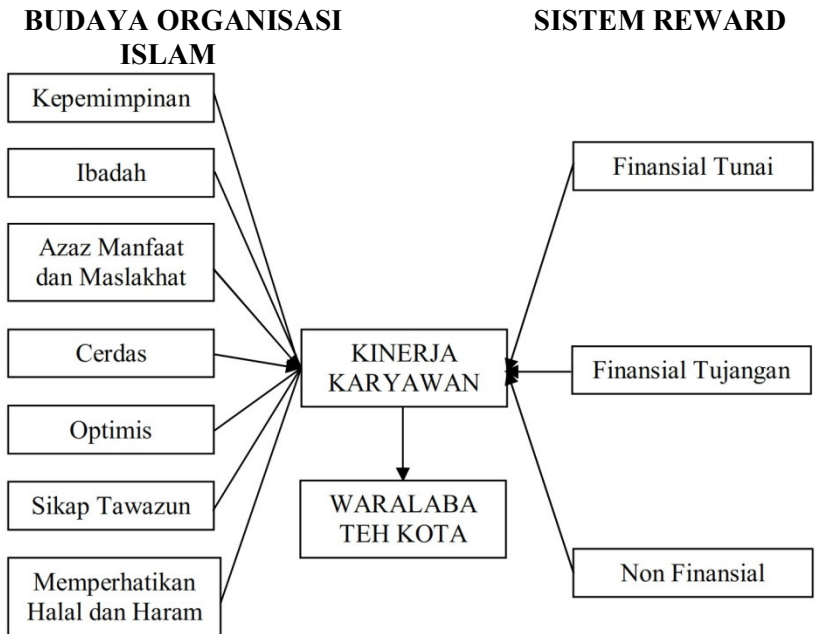 BUDAYA ORGANISASI
ISLAM
SISTEM REWARD
Kepemimpinan
Ibadah
Azaz Manfaat
dan Maslakhat
Cerdas
Optimis
Sikap Tawazun
Memperhatikan
Halal dan Haram
KINERJA
KARYAWAN
WARALABA
TEH KOTA
Finansial Tunai
Finansial Tujangan
Non Finansial